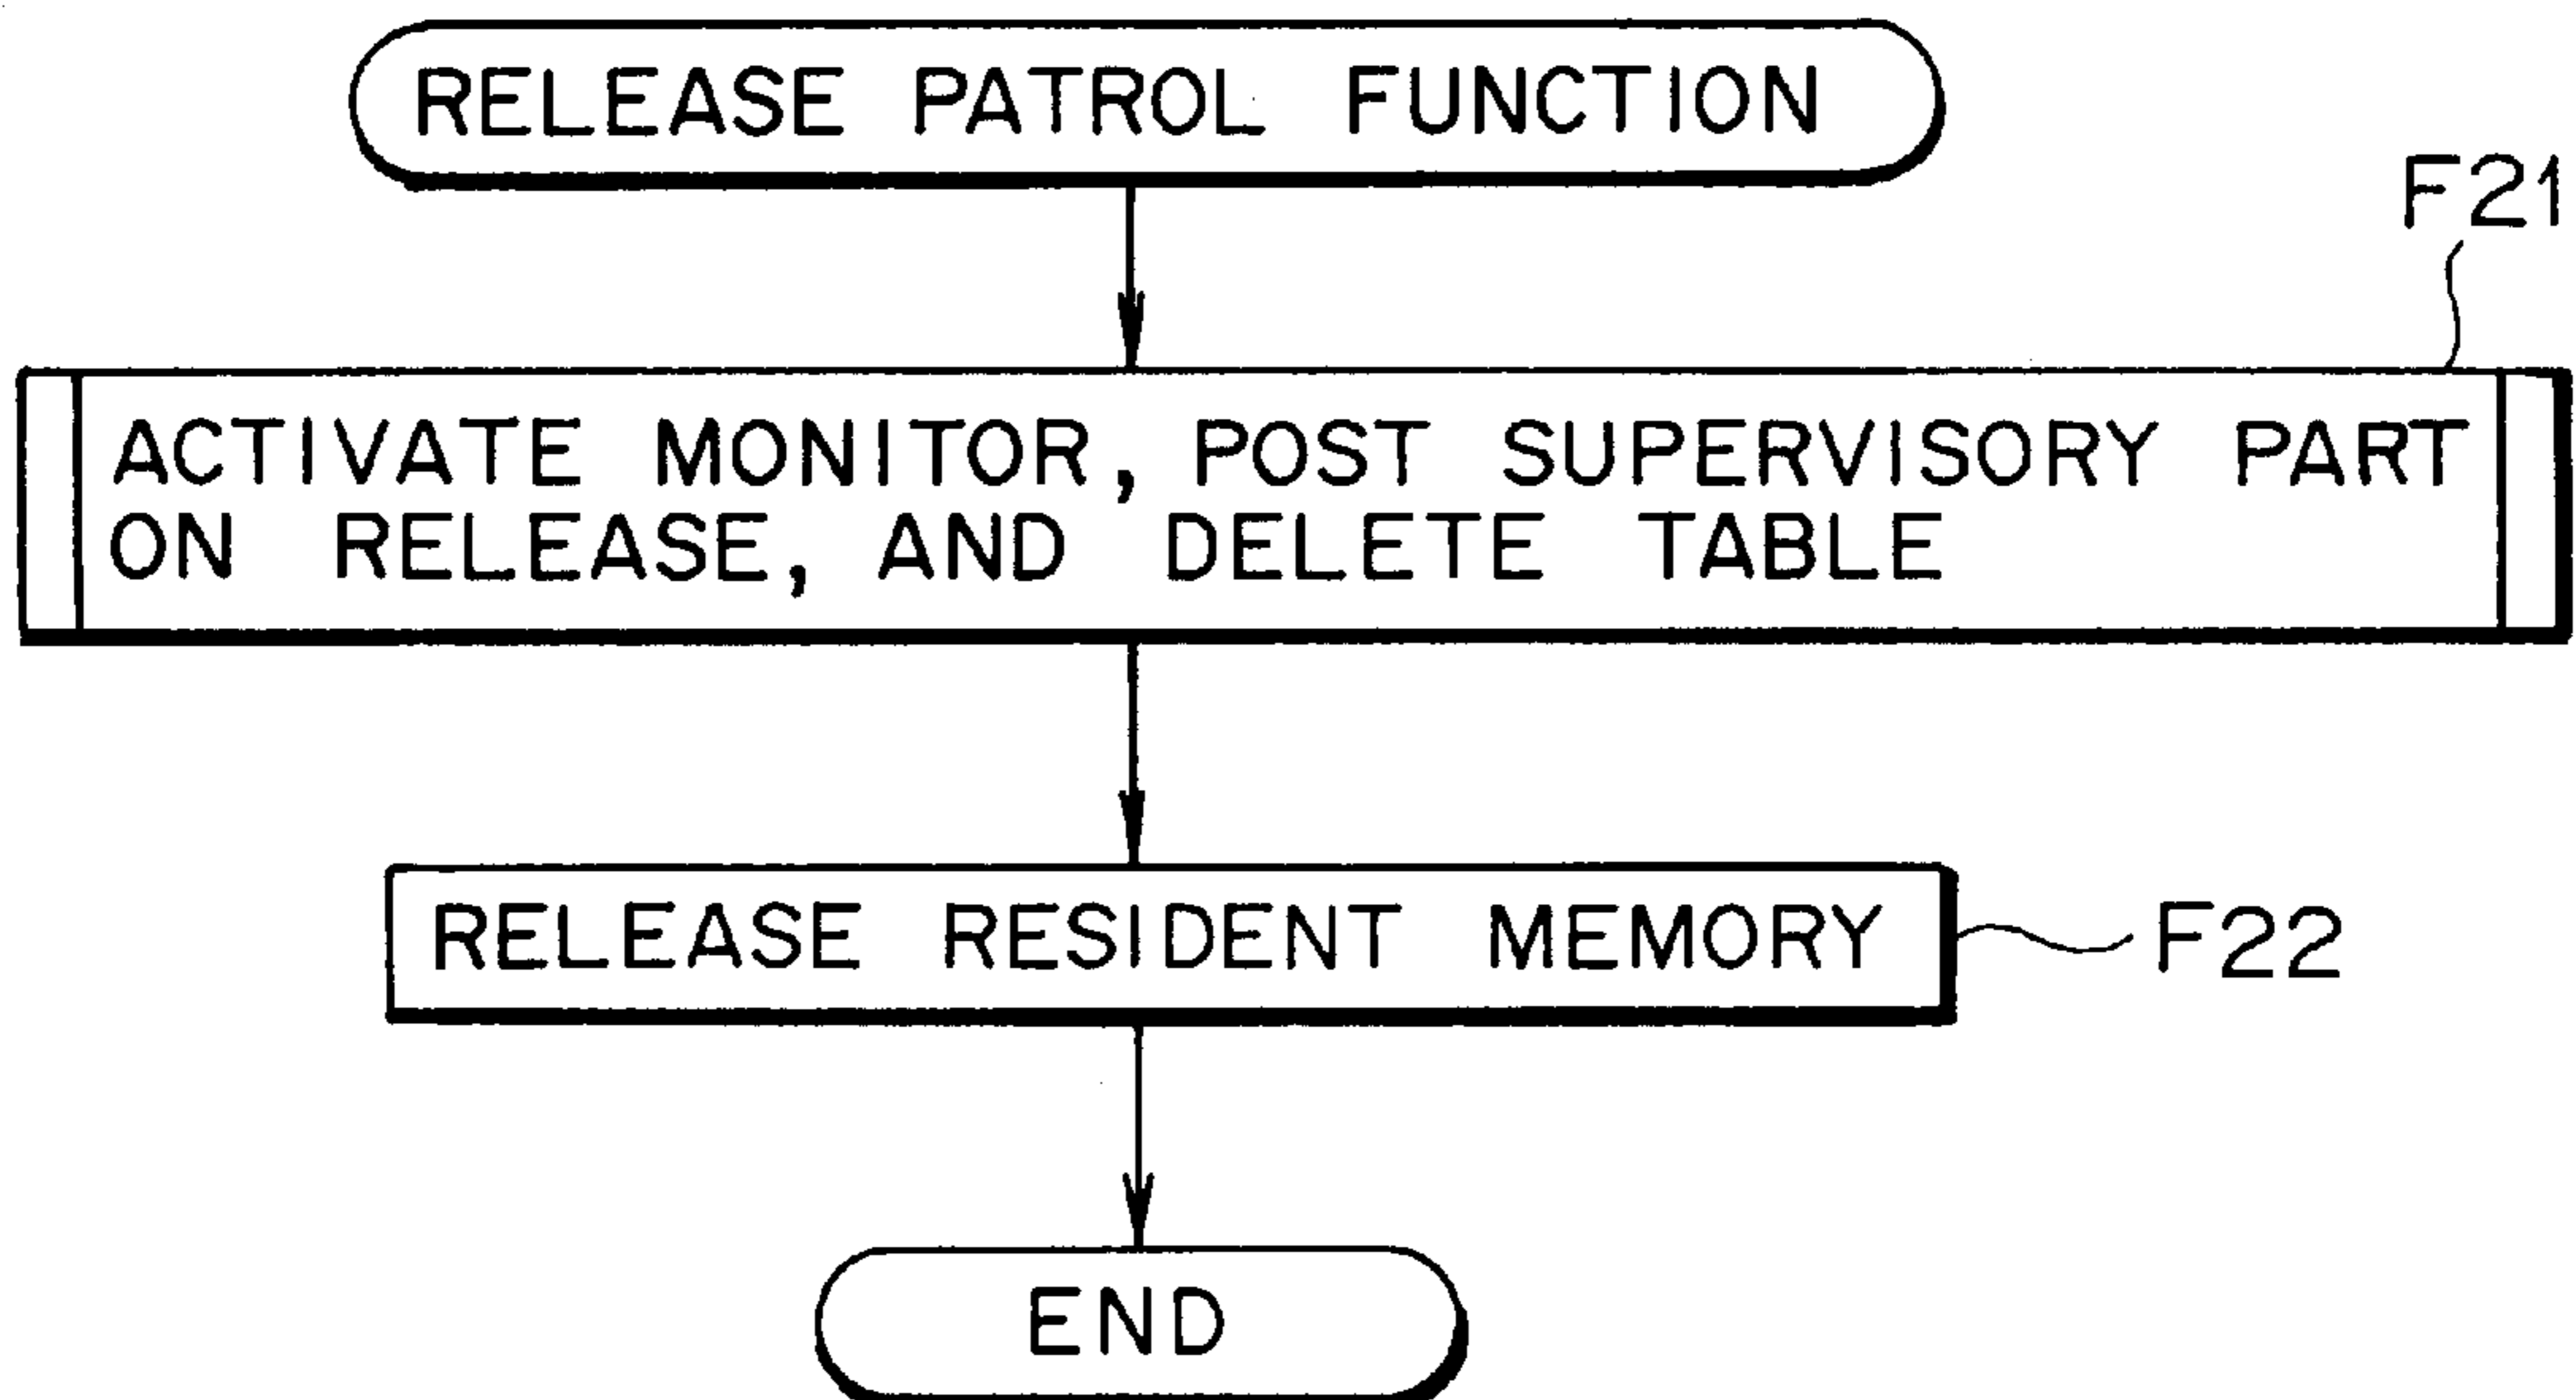 RELEASE PATROL FUNCTION
F21
ACTIVATE MONITOR, POST SUPERVISORY PART
ON RELEASE, AND DELETE TABLE
RELEASE RESIDENT MEMORY
F22
END